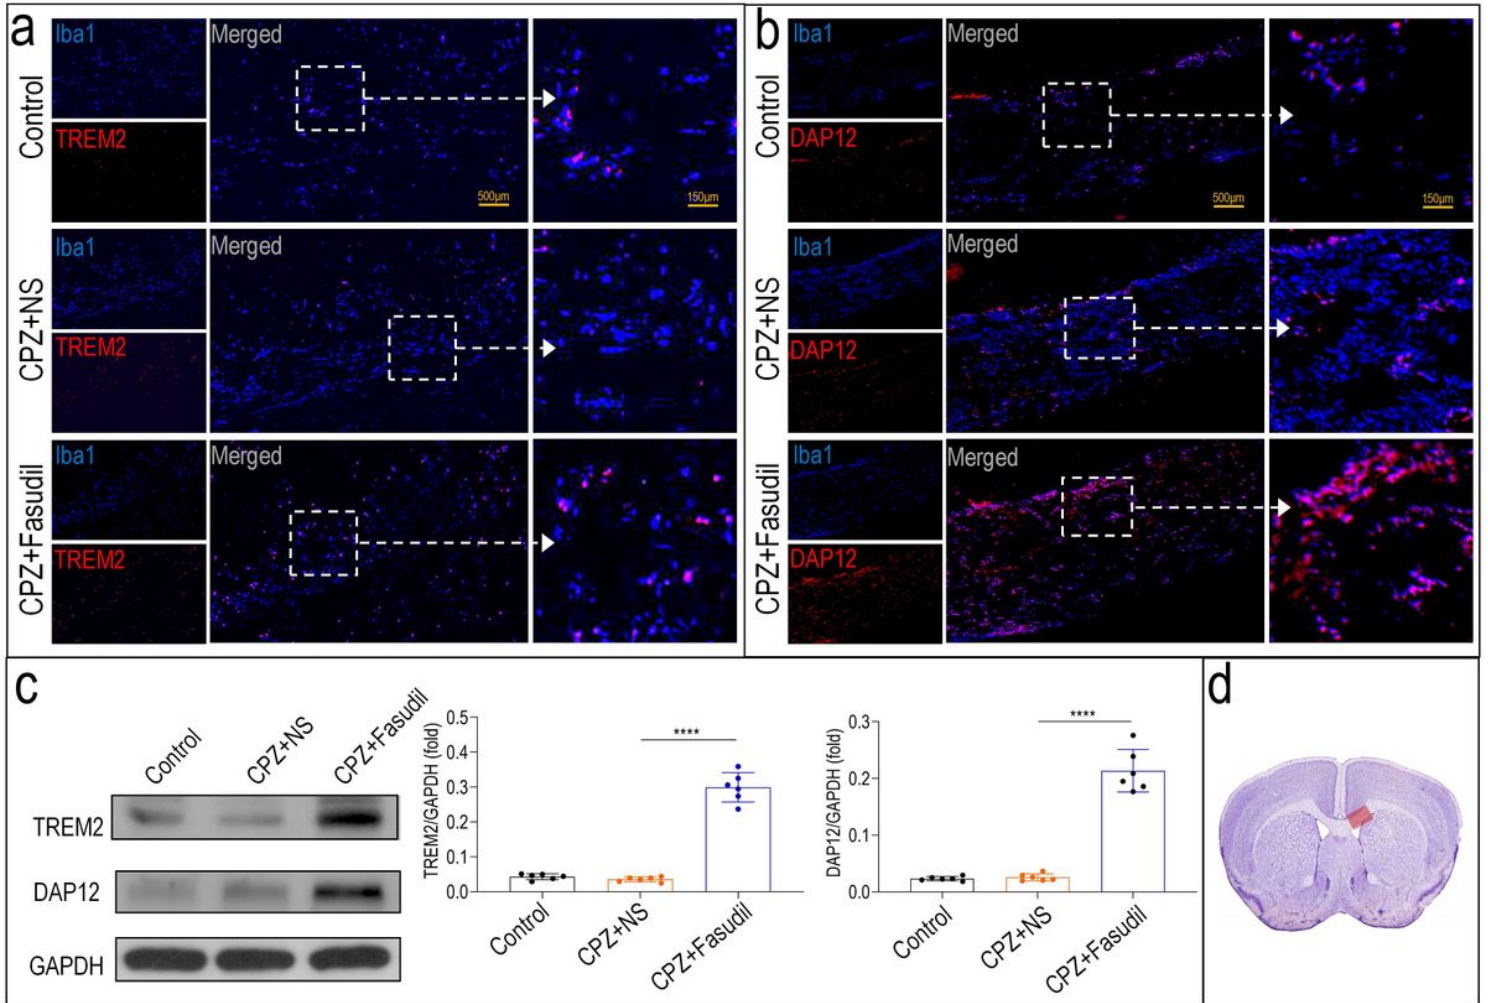 a
Control
Iba1
TREM2
Merged
500μm
150μm
CPZ+NS
Iba1
TREM2
Merged
CPZ+Fasudil
Iba1
TREM2
Merged
b
Control
Iba1
DAP12
Merged
500μm
150μm
CPZ+NS
Iba1
DAP12
Merged
CPZ+Fasudil
Iba1
DAP12
Merged
c
Control
CPZ+NS
CPZ+Fasudil
TREM2
DAP12
GAPDH
TREM2/GAPDH (fold)
0.5
0.4
0.3
0.2
0.1
0.0
****
Control
CPZ+NS
CPZ+Fasudil
DAP12/GAPDH (fold)
0.3
0.2
0.1
0.0
****
Control
CPZ+NS
CPZ+Fasudil
d